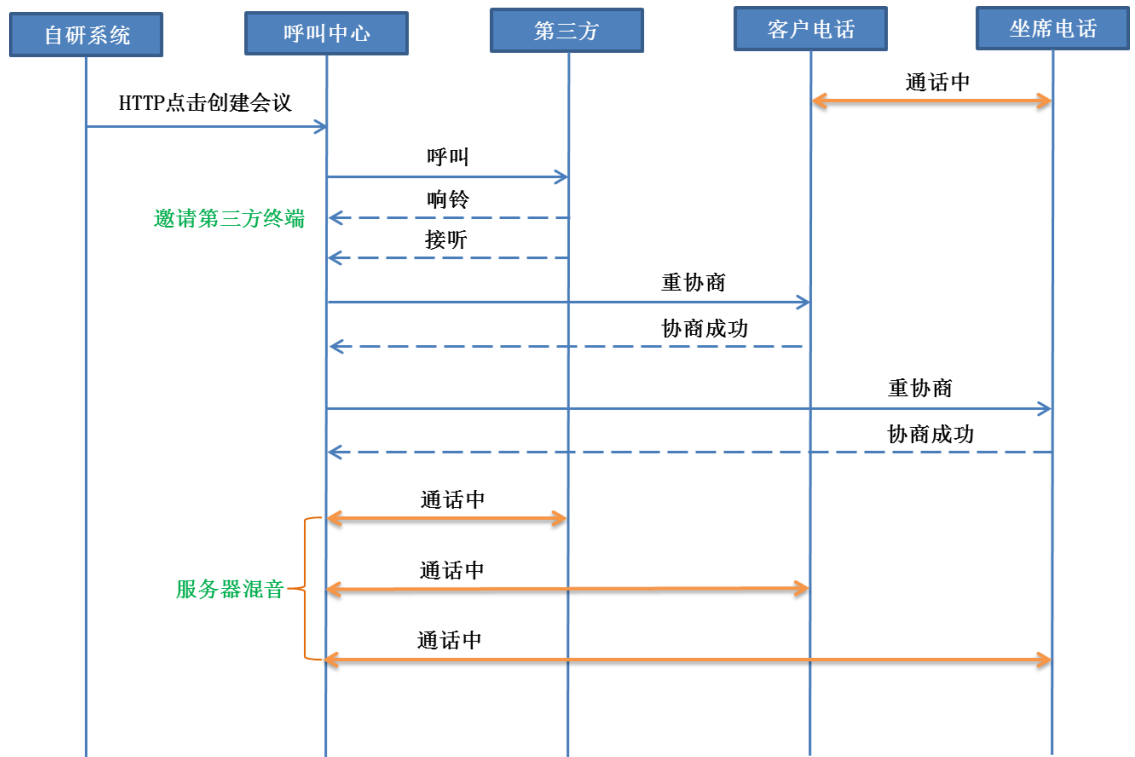 自研系统
呼叫中心
第三方
客户电话
坐席电话
通话中
HTTP点击创建会议
呼叫
响铃
邀请第三方终端
接听
重协商
协商成功
重协商
协商成功
通话中
通话中
服务器混音
通话中